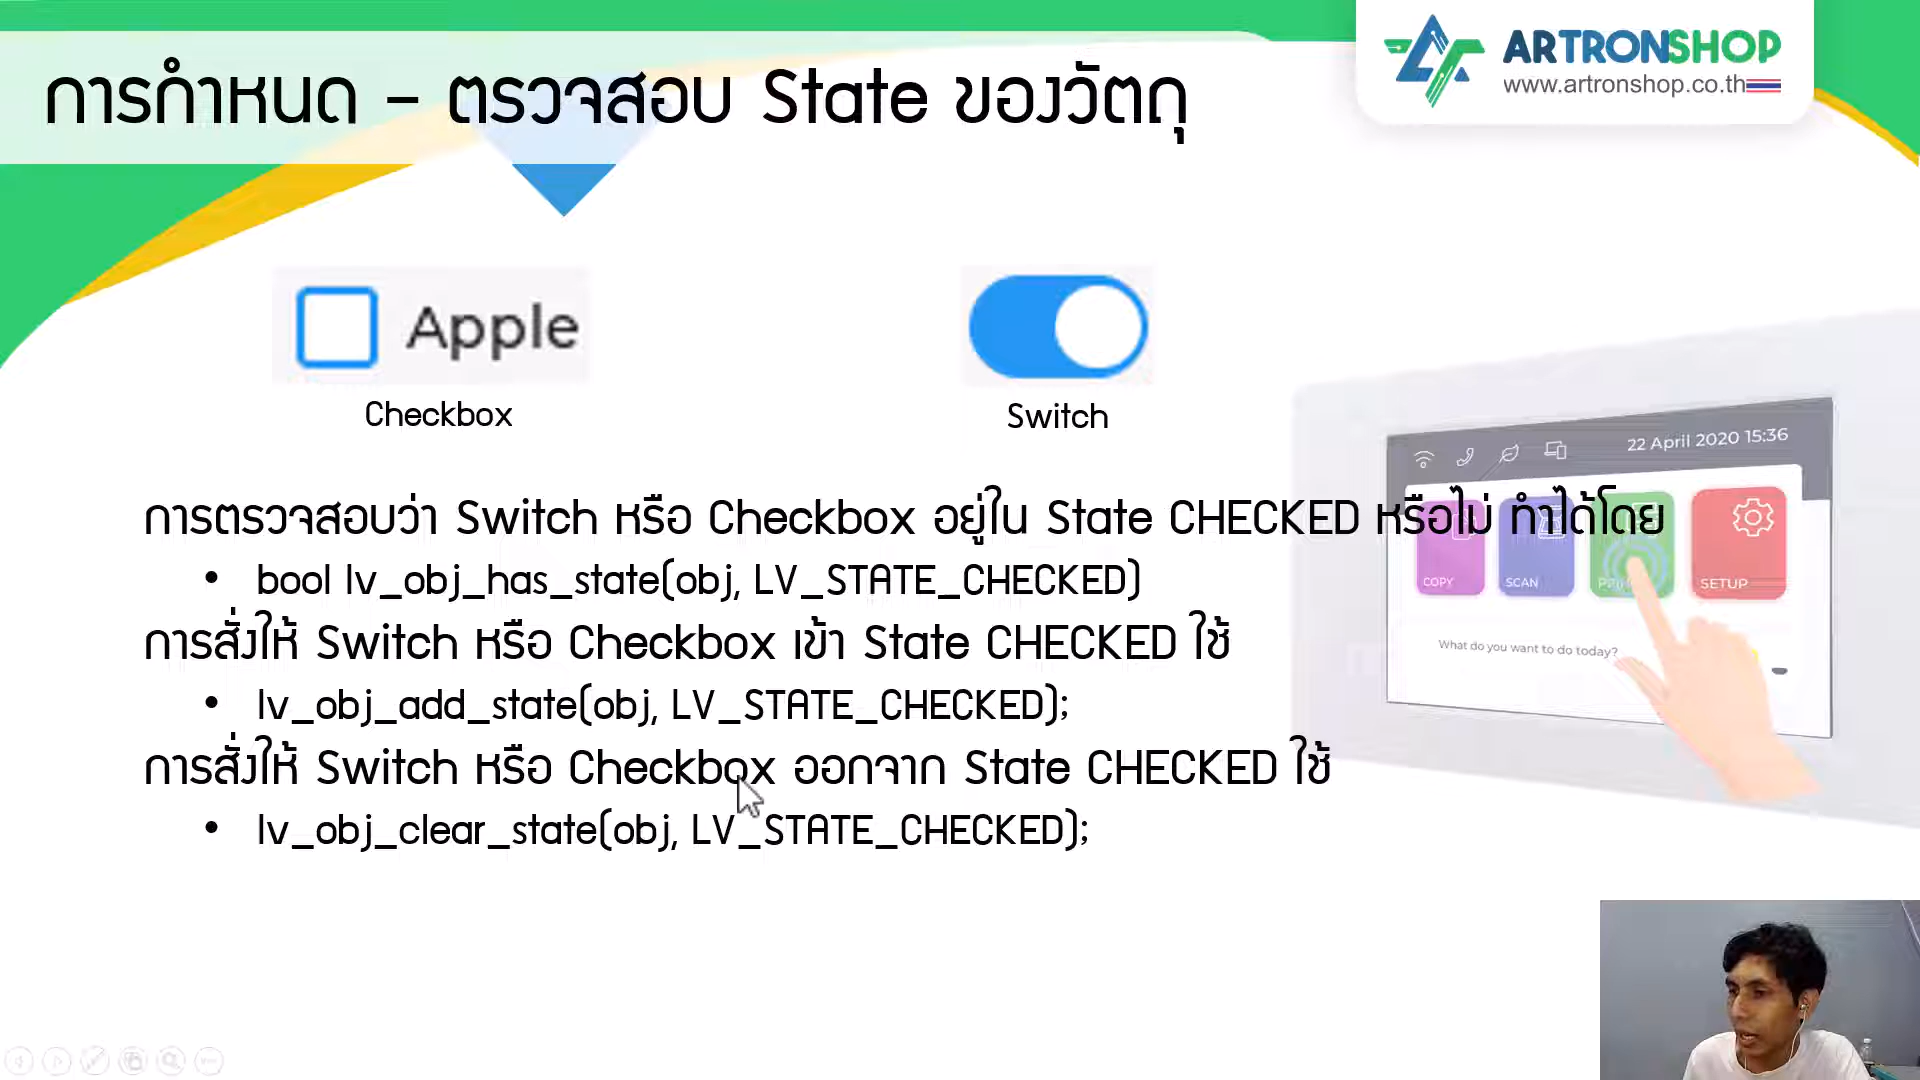 การกำหนด – ตรวจสอบ State ของวัตถุ
ARTRONSHOP
www.artronshop.co.th
Apple
Checkbox
Switch
22 April 2020 15:36
การตรวจสอบว่า Switch หรือ Checkbox อยู่ใน State CHECKED หรือไม่ ทำได้โดย
COPY
SCAN
SETUP
• bool lv_obj_has_state(obj, LV_STATE_CHECKED)
การสั่งให้ Switch หรือ Checkbox เข้า State CHECKED ใช้
What do you want to do today?
• lv_obj_add_state(obj, LV_STATE_CHECKED);
การสั่งให้ Switch หรือ Checkbox ออกจาก State CHECKED ใช้
• lv_obj_clear_state(obj, LV_STATE_CHECKED);